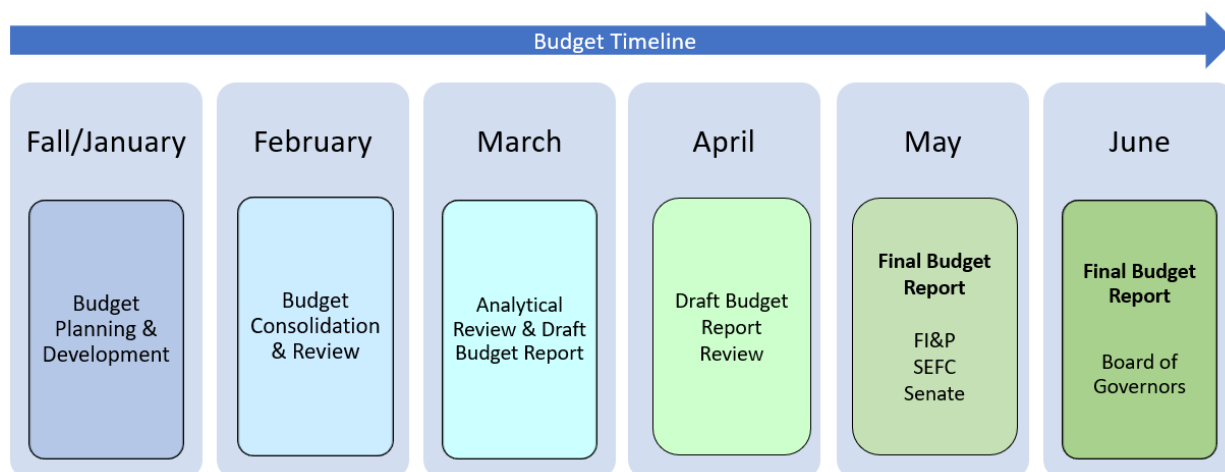 Budget Timeline
Fall/January
Budget
Planning &
Development
February
Budget
Consolidation
& Review
March
Analytical
Review & Draft
Budget Report
April
Draft Budget
Report
Review
May
Final Budget
Report
FI&P
SEFC
Senate
June
Final Budget
Report
Board of
Governors